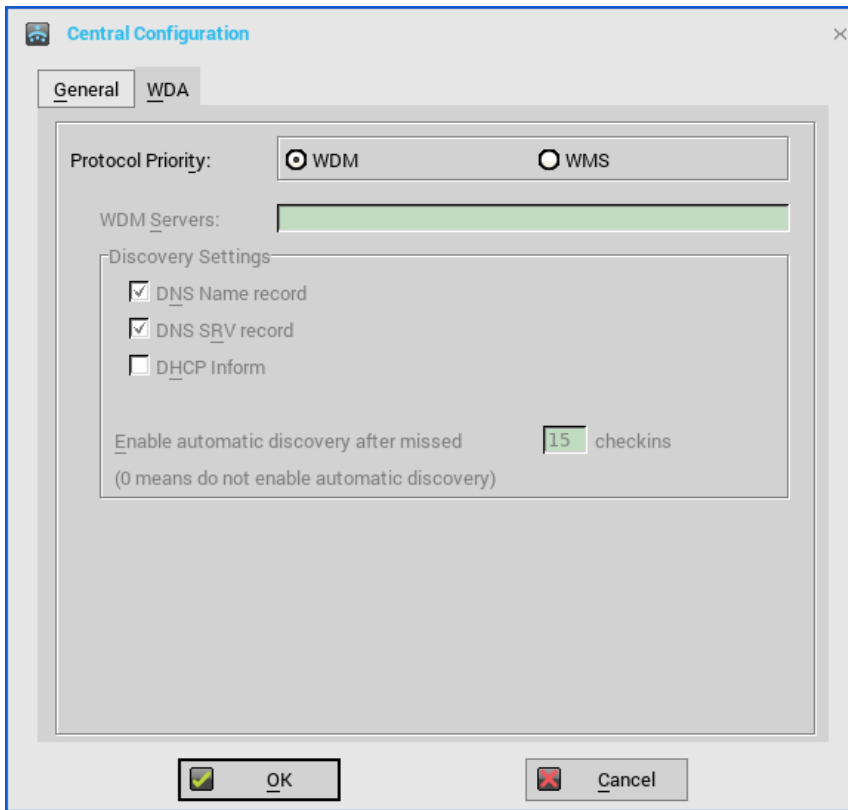 Central Configuration
General WDA
Protocol Priority: WDM WMS
WDM Servers:
Discovery Settings
DNS Name record
DNS SRV record
DHCP Inform
Enable automatic discovery after missed 15 checkins
(0 means do not enable automatic discovery)
OK Cancel